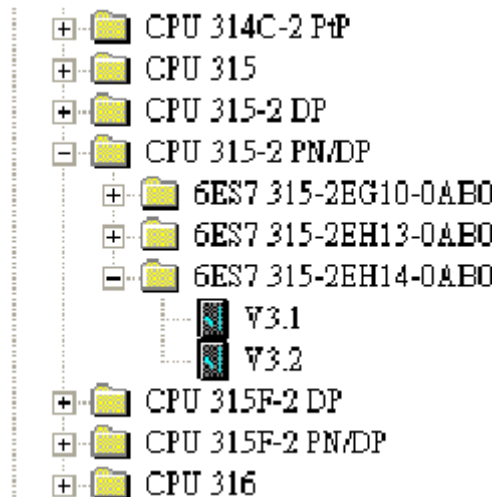 CPU 314C-2 PtP
CPU 315
CPU 315-2 DP
CPU 315-2 PN/DP
6ES7 315-2EG10-0AB0
6ES7 315-2EH13-0AB0
6ES7 315-2EH14-0AB0
V3.1
V3.2
CPU 315F-2 DP
CPU 315F-2 PN/DP
CPU 316